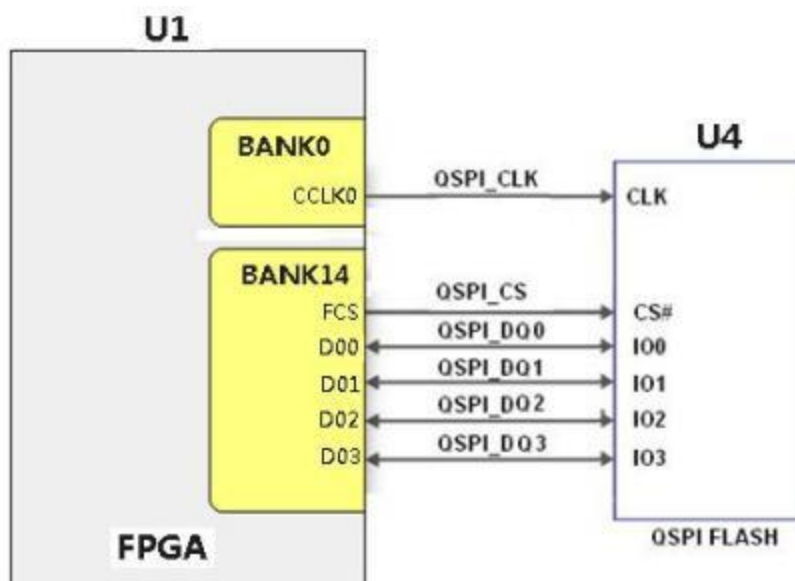 U1
U4
BANK0
CCLK0
QSPI_CLK
CLK
BANK14
FCS
QSPI_CS
CS#
D00
QSPI_DQ0
IO0
D01
QSPI_DQ1
IO1
D02
QSPI_DQ2
IO2
D03
QSPI_DQ3
IO3
FPGA
QSPI FLASH